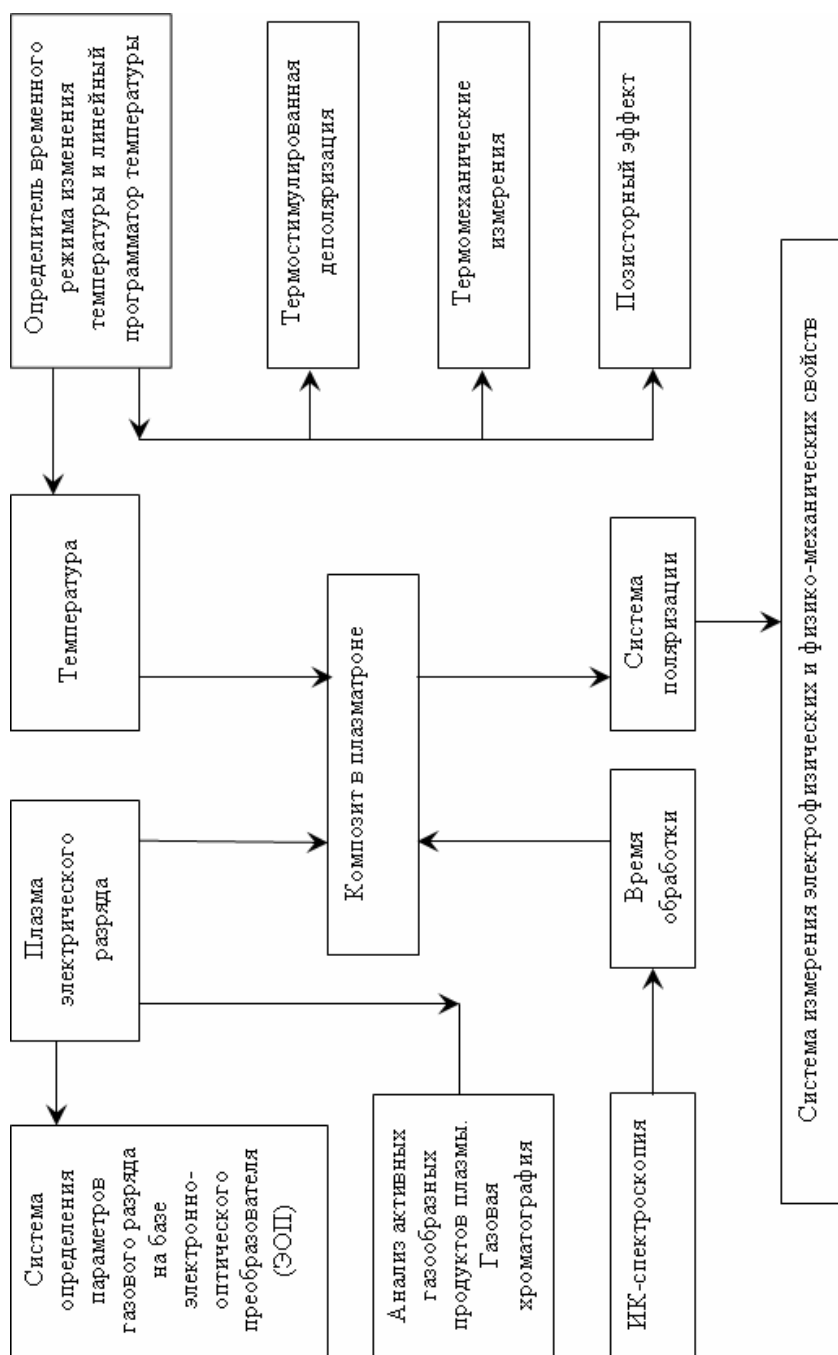 Система
определения
параметров
газового разряда
на базе
электронно-
оптического
преобразователя
(ЭОП)
Плазма
электрического
разряда
Температура
Определитель временного
режима изменения
температуры и линейный
программатор температуры
Анализ активных
газообразных
продуктов плазмы.
Газовая
хроматография
Композит в плазматроне
Термостимулированная
деполяризация
Термомеханические
измерения
ИК-спектроскопия
Время
обработки
Система
поляризации
Позисторный эффект
Система измерения электрофизических и физико-механических свойств